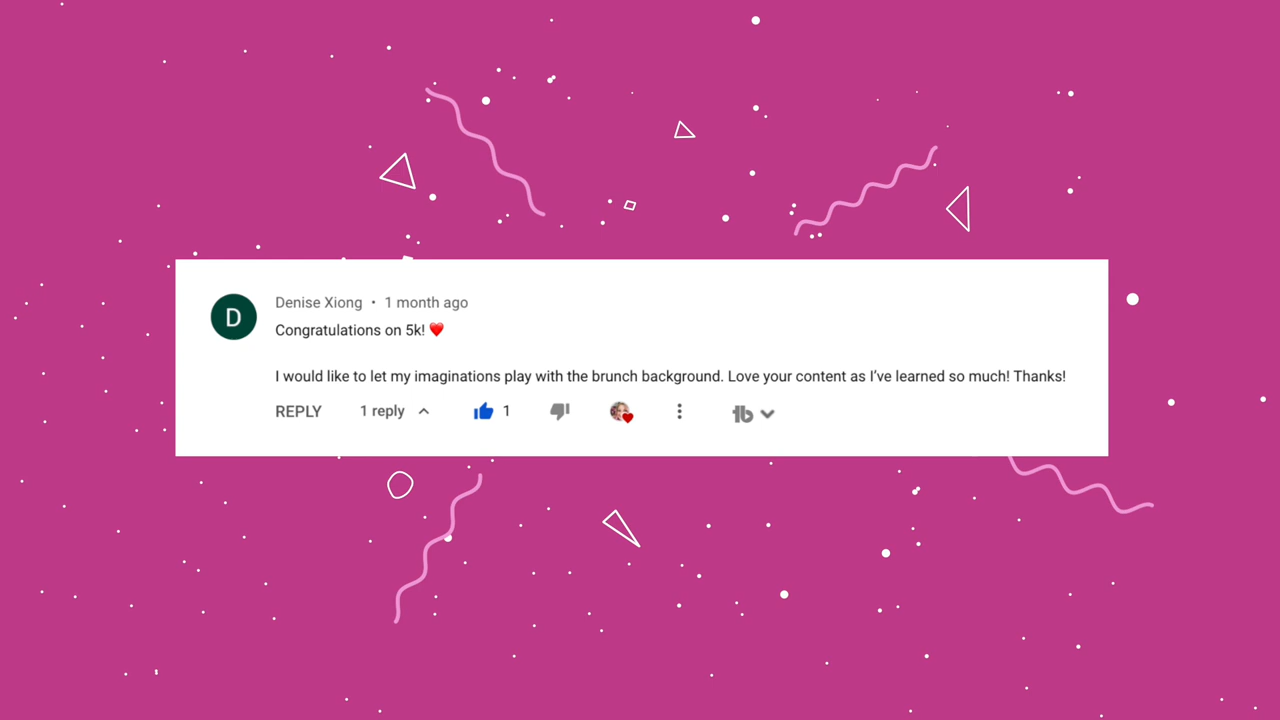 D
Denise Xiong • 1 month ago
Congratulations on 5k! ❤️
I would like to let my imaginations play with the brunch background. Love your content as I’ve learned so much! Thanks!
REPLY 1 reply 1 tb